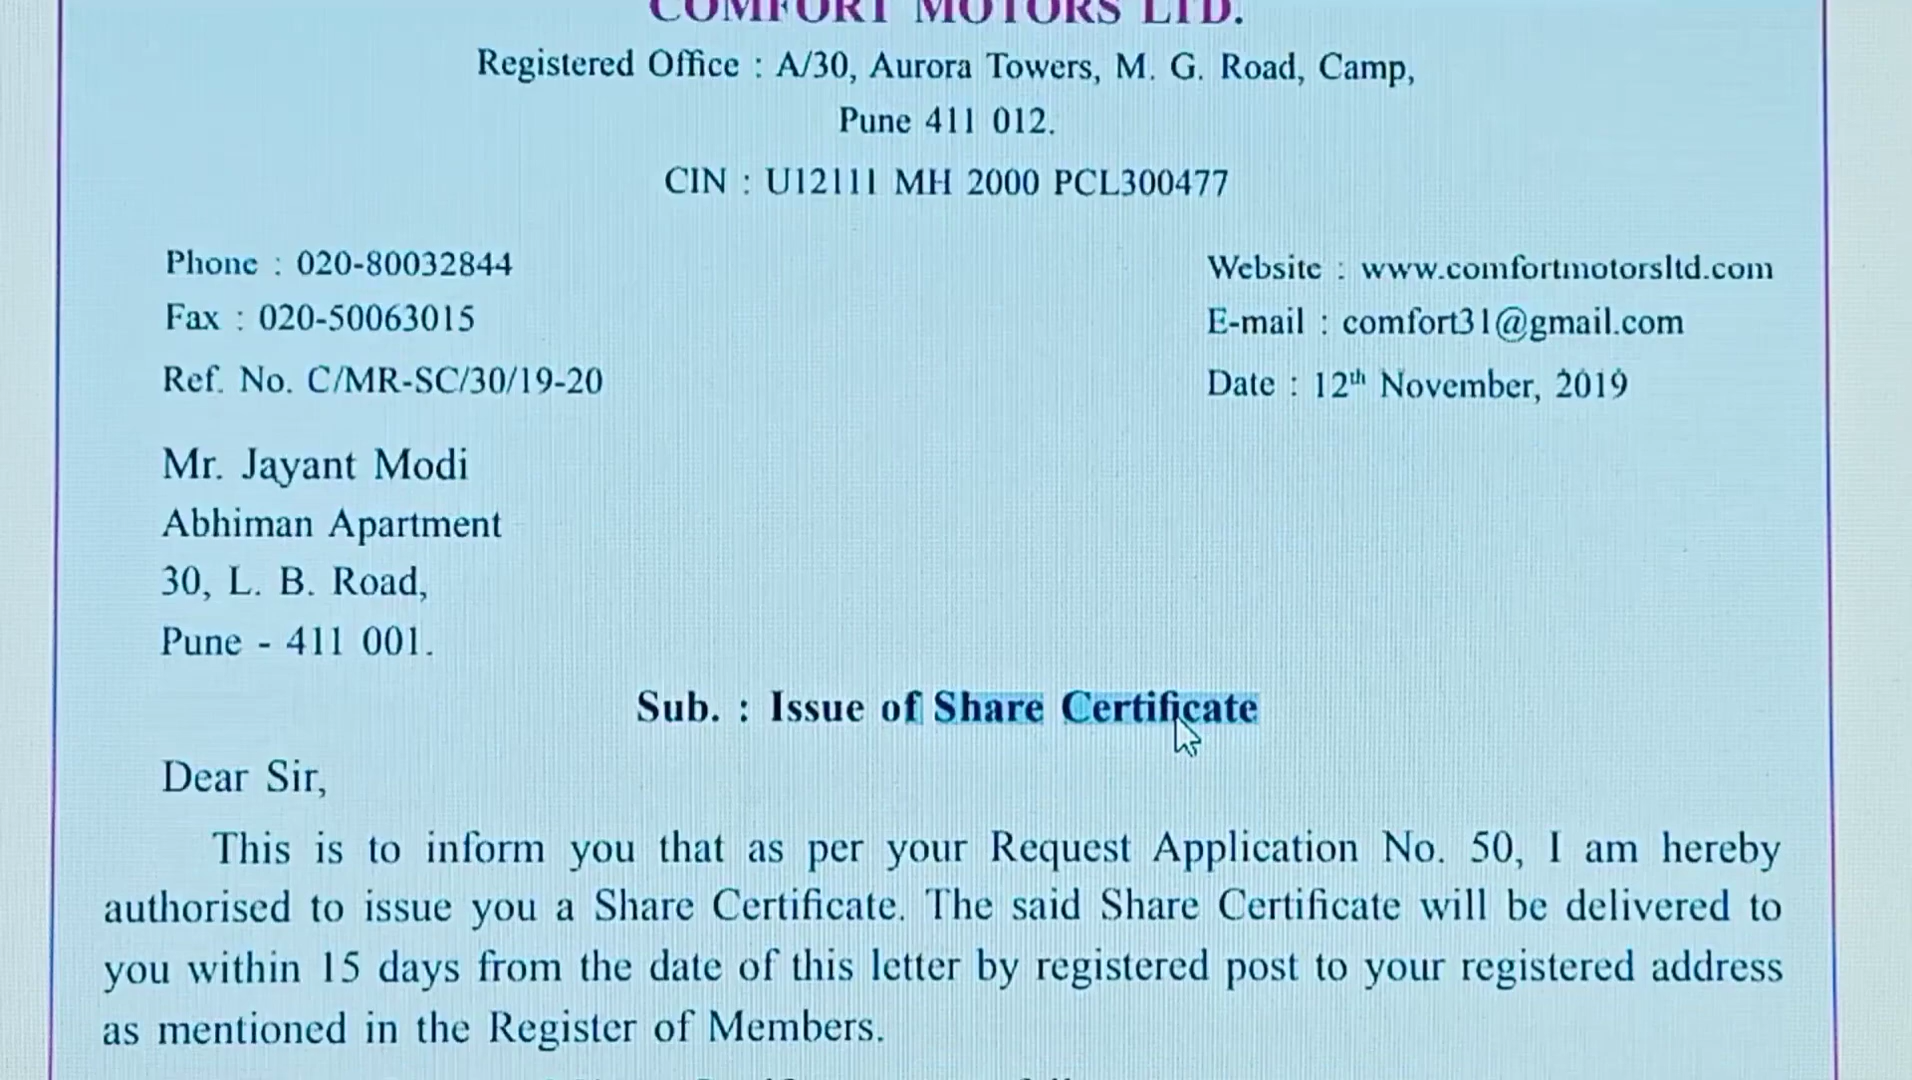 COMFORT MOTORS LTD.
Registered Office : A/30, Aurora Towers, M. G. Road, Camp,
Pune 411 012.
CIN : U12111 MH 2000 PCL300477
Phone : 020-80032844
Website : www.comfortmotorsltd.com
Fax : 020-50063015
E-mail : comfort31@gmail.com
Ref. No. C/MR-SC/30/19-20
Date : 12th November, 2019
Mr. Jayant Modi
Abhiman Apartment
30, L. B. Road,
Pune - 411 001.
Sub. : Issue of Share Certificate
Dear Sir,
This is to inform you that as per your Request Application No. 50, I am hereby
authorised to issue you a Share Certificate. The said Share Certificate will be delivered to
you within 15 days from the date of this letter by registered post to your registered address
as mentioned in the Register of Members.